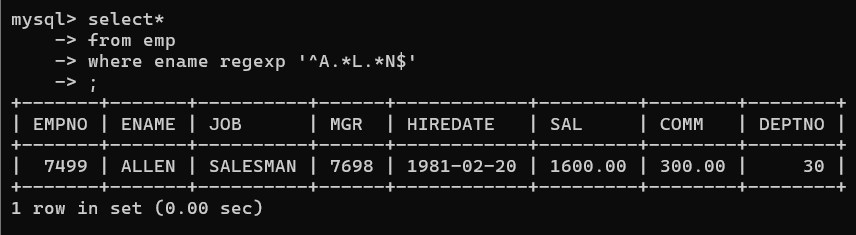 mysql> select*
    -> from emp
    -> where ename regexp '^A.*L.*N$'
    -> ;
+-------+-------+----------+------+------------+---------+--------+--------+
| EMPNO | ENAME | JOB      | MGR  | HIREDATE   | SAL     | COMM   | DEPTNO |
+-------+-------+----------+------+------------+---------+--------+--------+
|  7499 | ALLEN | SALESMAN | 7698 | 1981-02-20 | 1600.00 | 300.00 |     30 |
+-------+-------+----------+------+------------+---------+--------+--------+
1 row in set (0.00 sec)